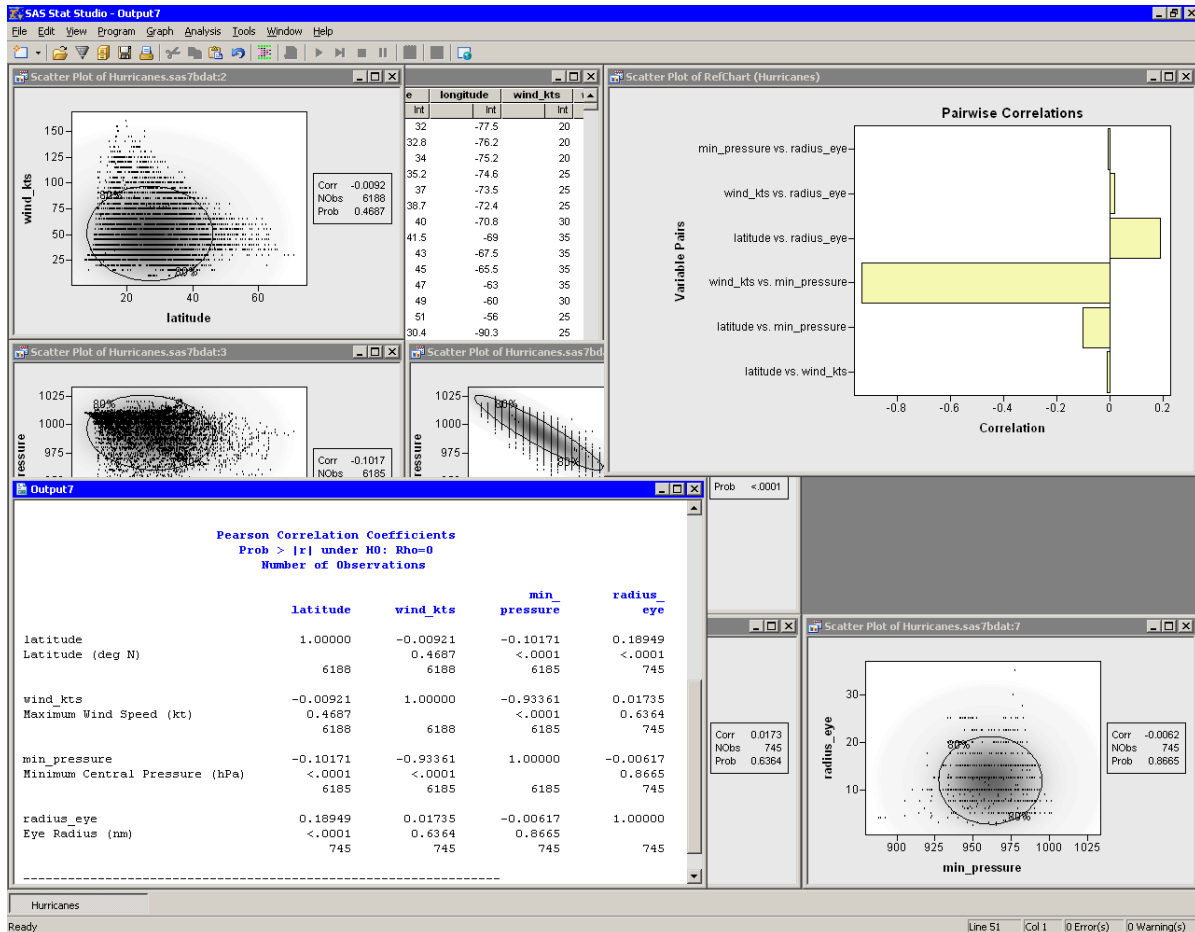 SAS Stat Studio - Output7
File Edit View Program Graph Analysis Tools Window Help
Scatter Plot of Hurricanes.sas7bdat:2
150
125
100
75
50
25
wind_kts
80%
80%
20 40 60
latitude
Corr -0.0092
NObs 6188
Prob 0.4687
e longitude wind_kts
Int Int Int
32 -77.5 20
32.8 -76.2 20
34 -75.2 20
35.2 -74.6 25
37 -73.5 25
38.7 -72.4 25
40 -70.8 30
41.5 -69 35
43 -67.5 35
45 -65.5 35
47 -63 35
49 -60 30
51 -56 25
30.4 -90.3 25
Scatter Plot of RefChart (Hurricanes)
Pairwise Correlations
Variable Pairs
min_pressure vs. radius_eye
wind_kts vs. radius_eye
latitude vs. radius_eye
wind_kts vs. min_pressure
latitude vs. min_pressure
latitude vs. wind_kts
-0.8 -0.6 -0.4 -0.2 0 0.2
Correlation
Scatter Plot of Hurricanes.sas7bdat:3
1025
1000
975
ressure
80%
Corr -0.1017
NObs 6185
Scatter Plot of Hurricanes.sas7bd
1025
1000
975
ressure
80%
80%
Prob <.0001
Output7
Pearson Correlation Coefficients
Prob > |r| under H0: Rho=0
Number of Observations
min_ radius_
latitude wind_kts pressure eye
latitude 1.00000 -0.00921 -0.10171 0.18949
Latitude (deg N) 0.4687 <.0001 <.0001
6188 6188 6185 745
wind_kts -0.00921 1.00000 -0.93361 0.01735
Maximum Wind Speed (kt) 0.4687 <.0001 0.6364
6188 6188 6185 745
min_pressure -0.10171 -0.93361 1.00000 -0.00617
Minimum Central Pressure (hPa) <.0001 <.0001 0.8665
6185 6185 6185 745
radius_eye 0.18949 0.01735 -0.00617 1.00000
Eye Radius (nm) <.0001 0.6364 0.8665
745 745 745 745
Corr 0.0173
NObs 745
Prob 0.6364
Scatter Plot of Hurricanes.sas7bdat:7
30
20
10
radius_eye
80%
80%
900 925 950 975 1000 1025
min_pressure
Corr -0.0062
NObs 745
Prob 0.8665
Hurricanes
Ready
Line 51 Col 1 0 Error(s) 0 Warning(s)